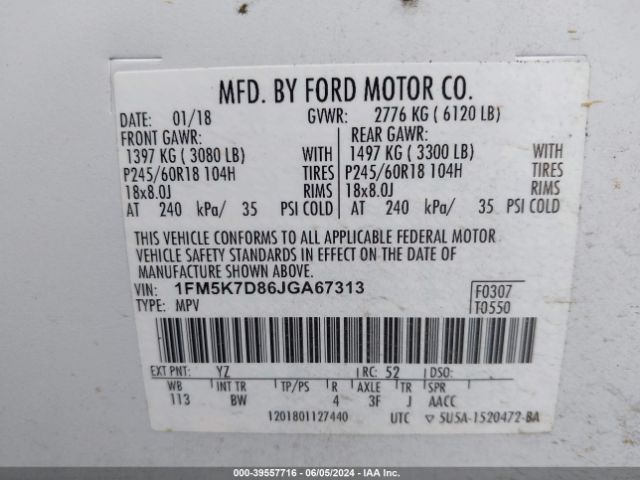 MFD. BY FORD MOTOR CO.
DATE: 01/18 GVWR: 2776 KG ( 6120 LB)
FRONT GAWR: REAR GAWR:
1397 KG ( 3080 LB) WITH 1497 KG ( 3300 LB) WITH
P245/60R18 104H TIRES P245/60R18 104H TIRES
18x8.0J RIMS 18x8.0J RIMS
AT 240 kPa/ 35 PSI COLD AT 240 kPa/ 35 PSI COLD
THIS VEHICLE CONFORMS TO ALL APPLICABLE FEDERAL MOTOR
VEHICLE SAFETY STANDARDS IN EFFECT ON THE DATE OF
MANUFACTURE SHOWN ABOVE.
VIN: 1FM5K7D86JGA67313 F0307
TYPE: MPV T0550
EXT PNT: YZ RC: 52 DSO:
WB INT TR TP/PS R AXLE TR SPR
113 BW 4 3F J AACC
1201801127440 UTC ▽ 5U5A-1520472-BA
000-39557716 - 06/05/2024 - IAA, Inc.